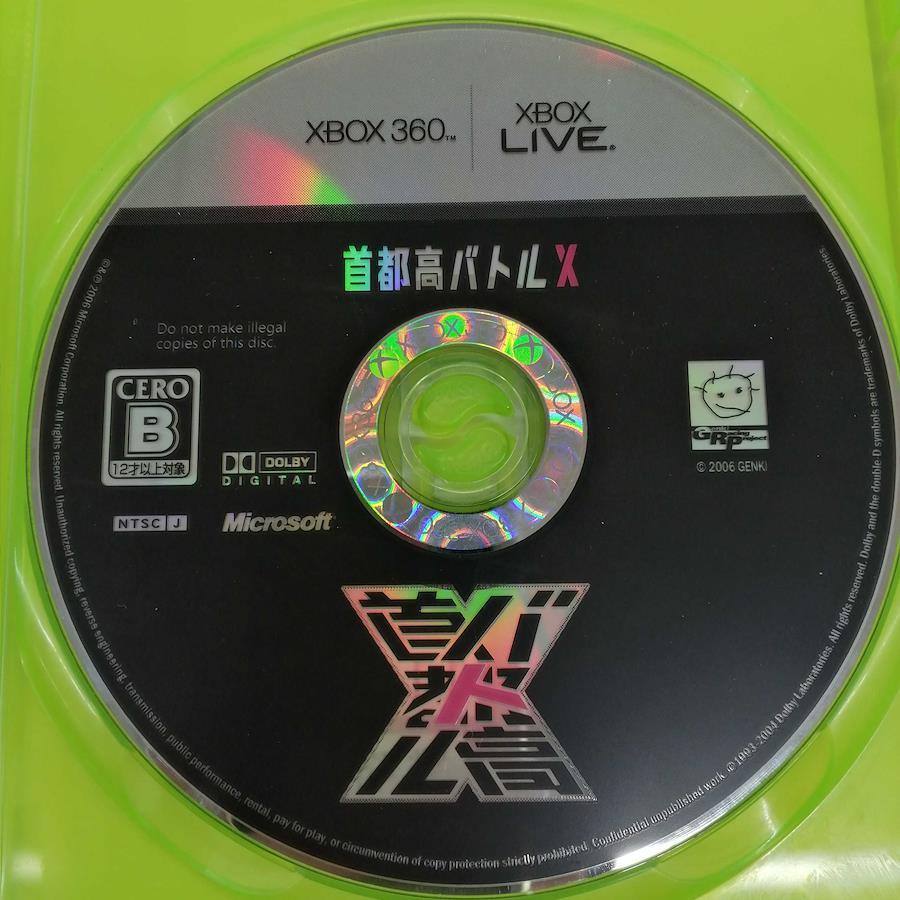 XBOX 360™
XBOX
LIVE®
首都高バトルX
Do not make illegal
copies of this disc.
CERO
B
12才以上対象
DOLBY
DIGITAL
NTSC J
Microsoft
Genki
Racing
Project
GRP
© 2006 GENKI
首都高
バトル
©&℗ 2006 Microsoft Corporation. All rights reserved. Unauthorized copying, reverse engineering, transmission, public performance, rental, pay for play, or circumvention of copy protection strictly prohibited. Confidential unpublished work. ©1993-2004 Dolby Laboratories. All rights reserved. Dolby and the double-D symbols are trademarks of Dolby Laboratories.